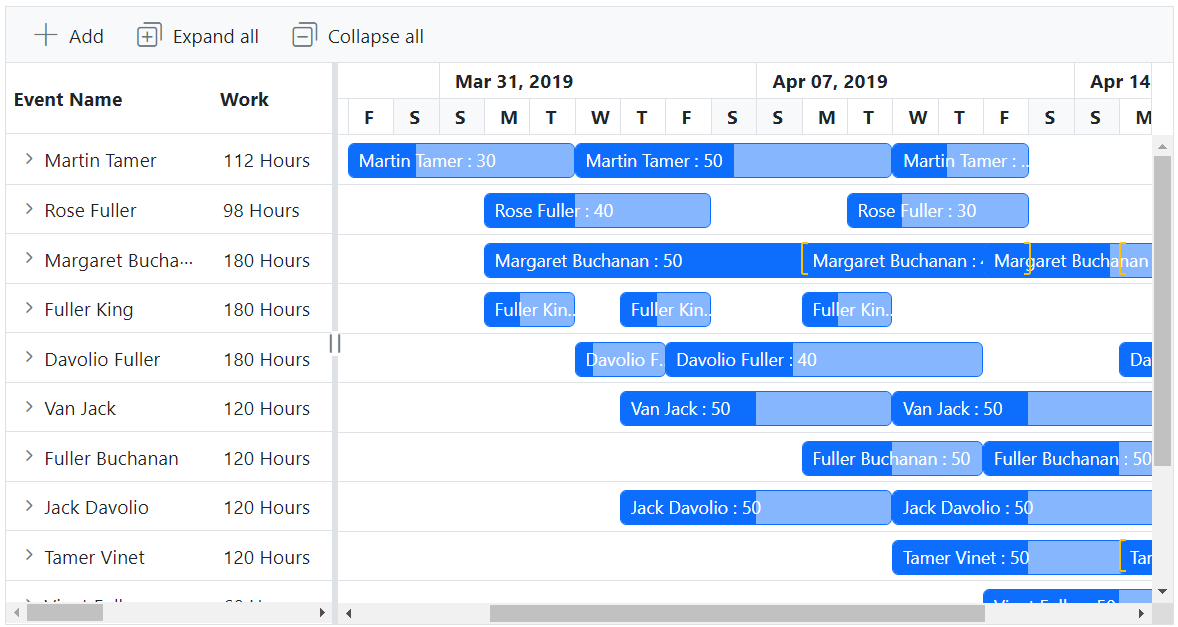 Add Expand all Collapse all
Event Name Work Mar 31, 2019 Apr 07, 2019 Apr 14
F S S M T W T F S S M T W T F S S M
Martin Tamer 112 Hours Martin Tamer : 30 Martin Tamer : 50 Martin Tamer : ..
Rose Fuller 98 Hours Rose Fuller : 40 Rose Fuller : 30
Margaret Bucha... 180 Hours Margaret Buchanan : 50 Margaret Buchanan : Margaret Buchanan
Fuller King 180 Hours Fuller Kin.. Fuller Kin.. Fuller Kin..
Davolio Fuller 180 Hours Davolio F. Davolio Fuller : 40 Da
Van Jack 120 Hours Van Jack : 50 Van Jack : 50
Fuller Buchanan 120 Hours Fuller Buchanan : 50 Fuller Buchanan : 50
Jack Davolio 120 Hours Jack Davolio : 50 Jack Davolio : 50
Tamer Vinet 120 Hours Tamer Vinet : 50 Tar